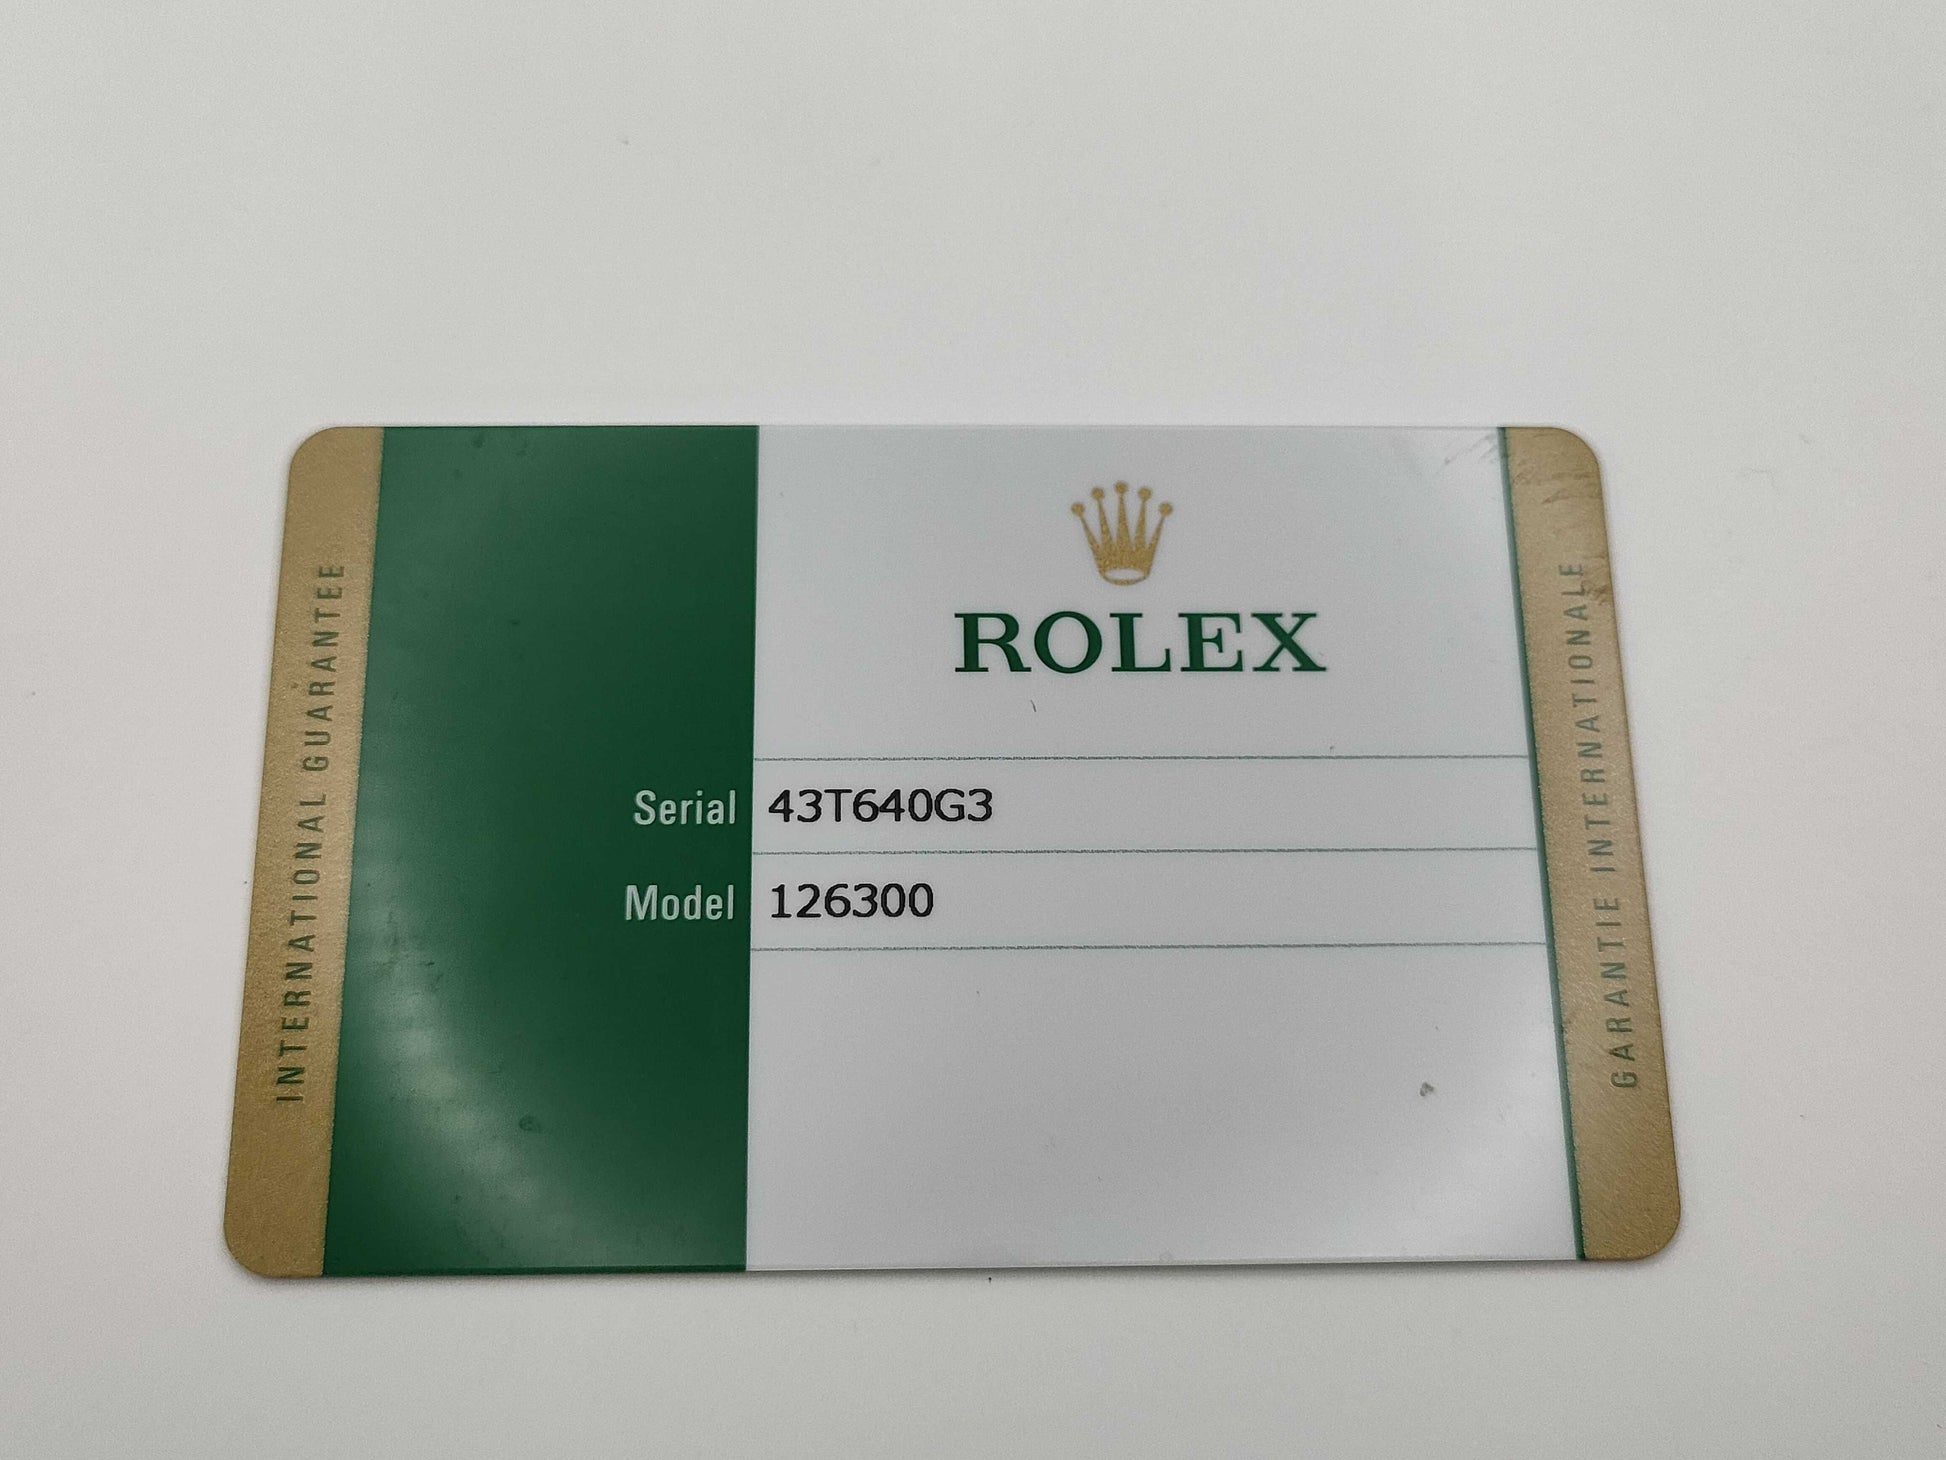 INTERNATIONAL GUARANTEE
ROLEX
Serial 43T640G3
Model 126300
GARANTIE INTERNATIONALE